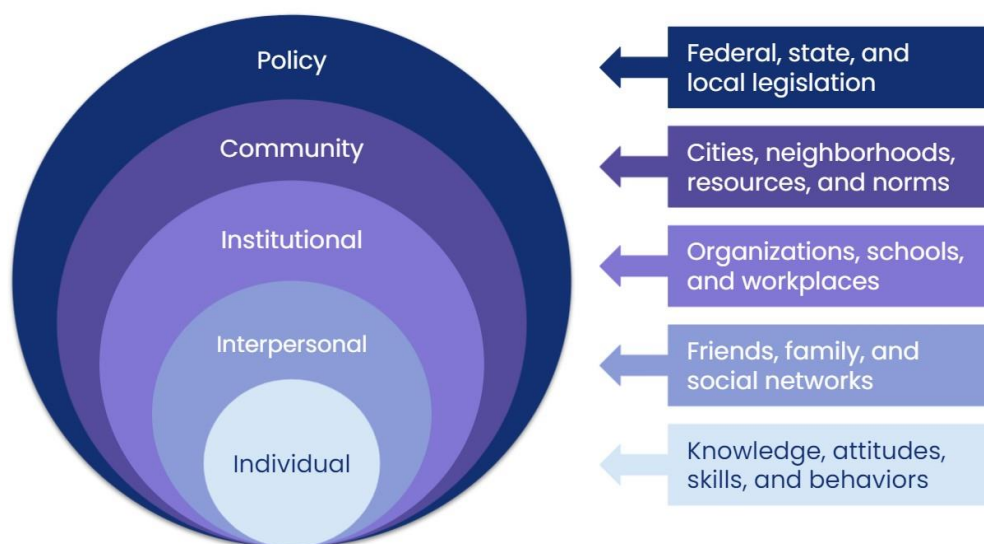 Policy
Federal, state, and
local legislation
Community
Cities, neighborhoods,
resources, and norms
Institutional
Organizations, schools,
and workplaces
Interpersonal
Friends, family, and
social networks
Individual
Knowledge, attitudes,
skills, and behaviors